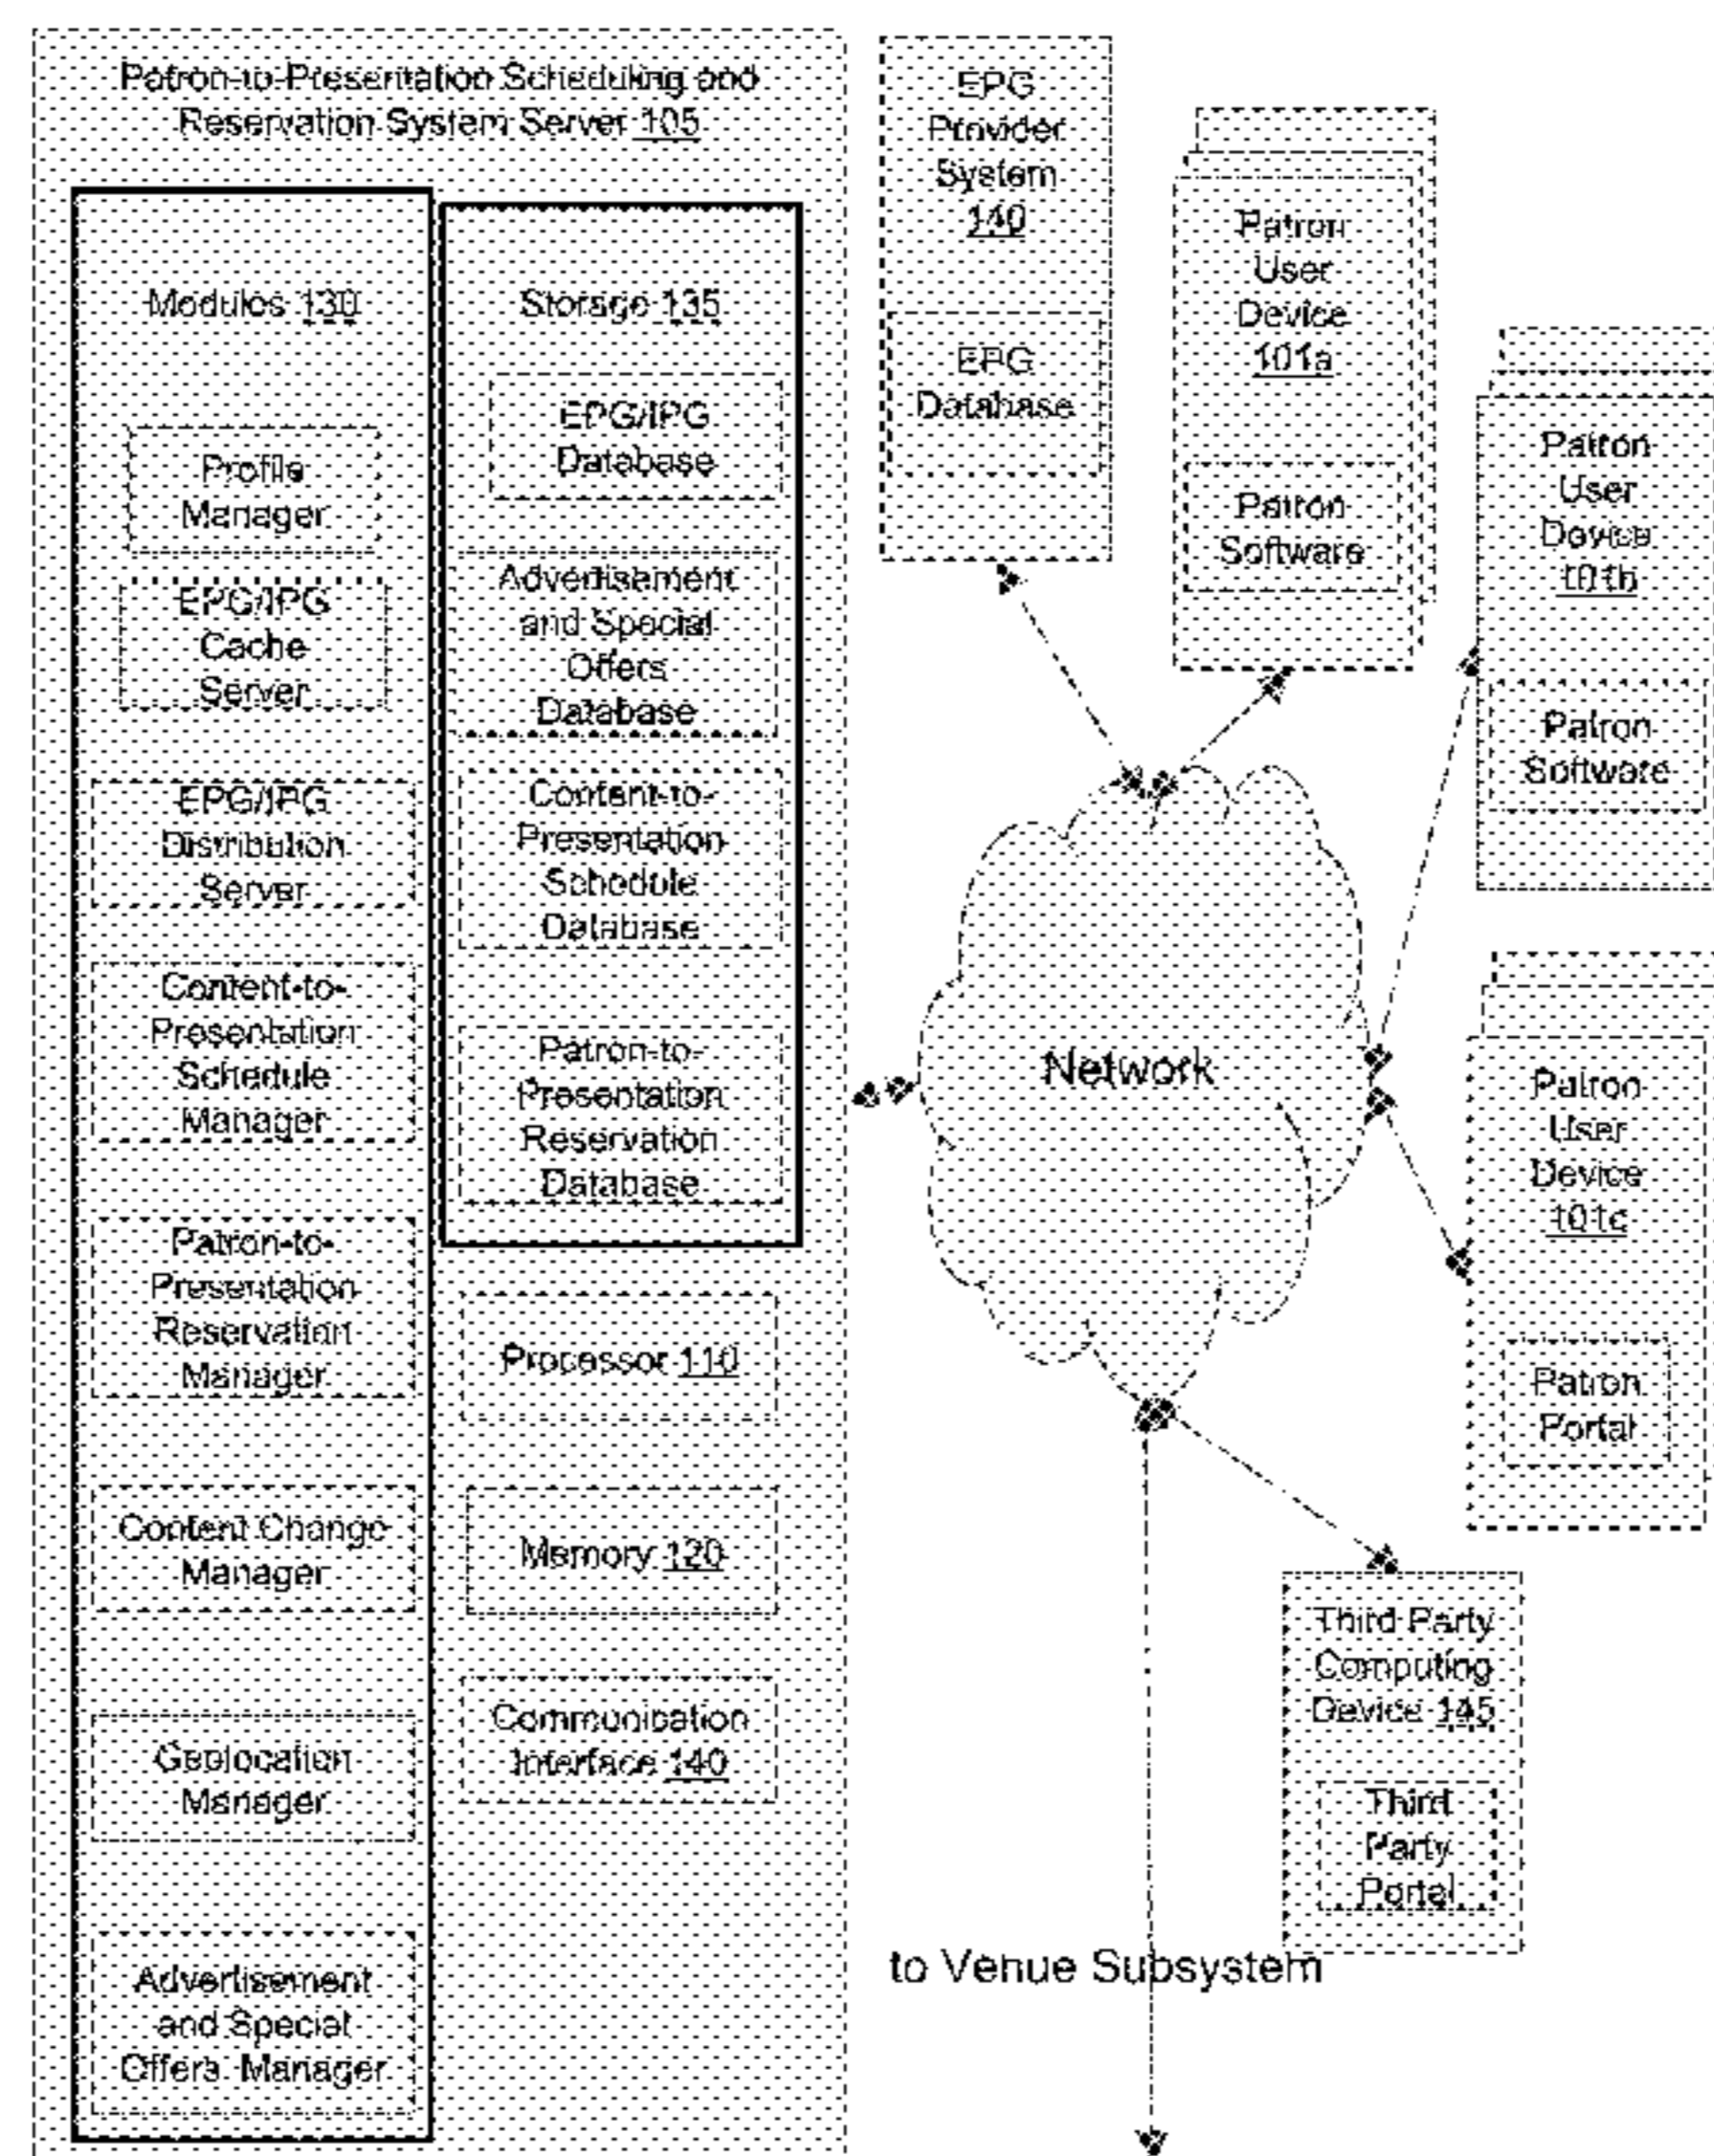 Patron-to-Presentation Scheduling and
Reservation System Server 105
Modules 130
Profile
Manager
EPG/IPG
Cache
Server
EPG/IPG
Distribution
Server
Content-to-
Presentation
Schedule
Manager
Patron-to-
Presentation
Reservation
Manager
Content Change
Manager
Geolocation
Manager
Advertisement
and Special
Offers Manager
Storage 135
EPG/IPG
Database
Advertisement
and Special
Offers
Database
Content-to-
Presentation
Schedule
Database
Patron-to-
Presentation
Reservation
Database
Processor 110
Memory 120
Communication
Interface 140
EPG
Provider
System
140
EPG
Database
Patron
User
Device
101a
Patron
Software
Patron
User
Device
101b
Patron
Software
Network
Patron
User
Device
101c
Patron
Portal
Third Party
Computing
Device 145
Third
Party
Portal
to Venue Subsystem